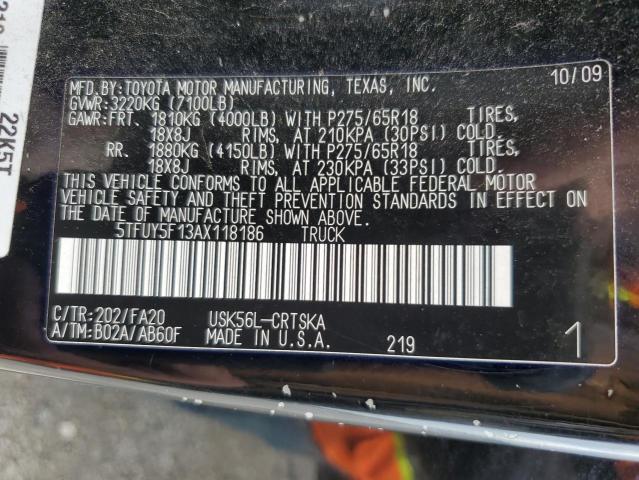 MFD.BY:TOYOTA MOTOR MANUFACTURING, TEXAS, INC. 10/09
GVWR:3220KG (7100LB)
GAWR:FRT. 1810KG (4000LB) WITH P275/65R18 TIRES,
18X8J RIMS, AT 210KPA (30PSI) COLD.
RR. 1880KG (4150LB) WITH P275/65R18 TIRES,
18X8J RIMS, AT 230KPA (33PSI) COLD.
THIS VEHICLE CONFORMS TO ALL APPLICABLE FEDERAL MOTOR
VEHICLE SAFETY AND THEFT PREVENTION STANDARDS IN EFFECT ON
THE DATE OF MANUFACTURE SHOWN ABOVE.
5TFUY5F13AX118186 TRUCK
C/TR:202/FA20 USK56L-CRTSKA
A/TM:B02A/AB60F MADE IN U.S.A. 219 1
22K5T